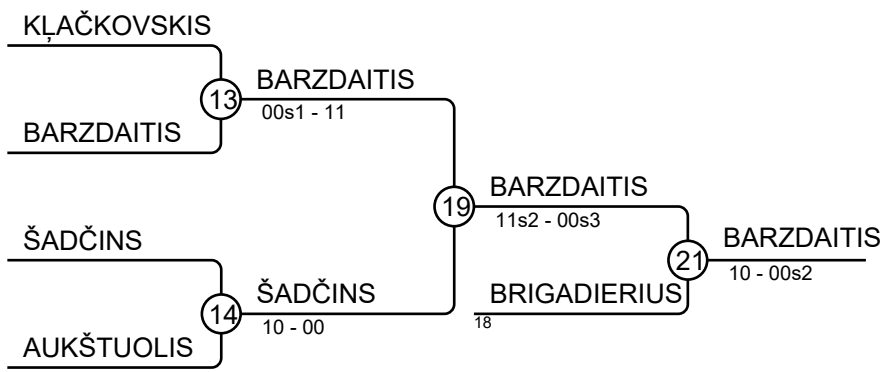 KĻAČKOVSKIS
13
BARZDAITIS
00s1 - 11
BARZDAITIS
19
BARZDAITIS
11s2 - 00s3
ŠADČINS
14
ŠADČINS
10 - 00
AUKŠTUOLIS
BRIGADIERIUS
18
21
BARZDAITIS
10 - 00s2